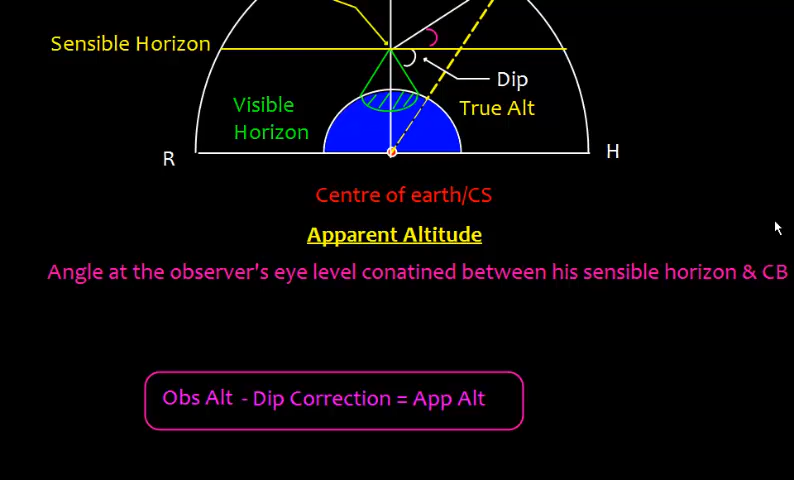 Sensible Horizon
Dip
Visible
Horizon
True Alt
R
H
Centre of earth/CS
Apparent Altitude
Angle at the observer's eye level conatined between his sensible horizon & CB
Obs Alt - Dip Correction = App Alt